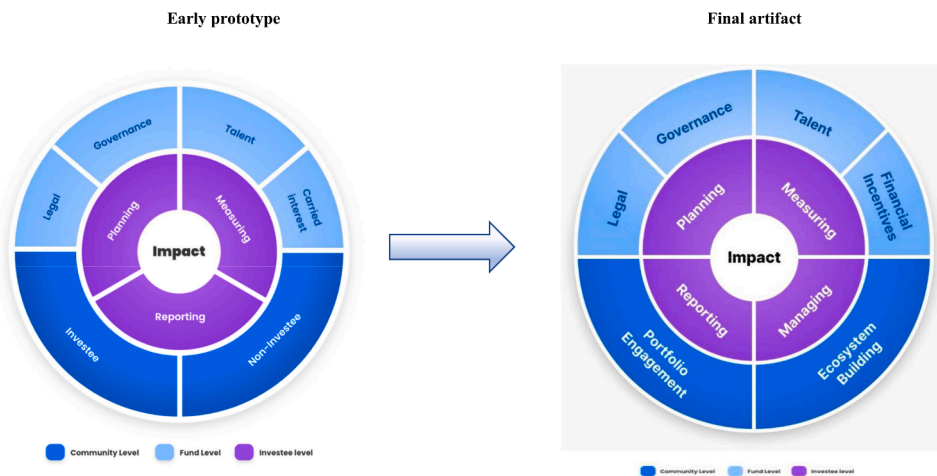 Early prototype
Governance
Talent
Legal
Carried
interest
Planning
Measuring
Impact
Reporting
Investee
Non-Investee
Community Level
Fund Level
Investee level
Final artifact
Governance
Talent
Legal
Financial
Incentives
Planning
Measuring
Impact
Reporting
Managing
Portfolio
Engagement
Ecosystem
Building
Community Level
Fund Level
Investee level